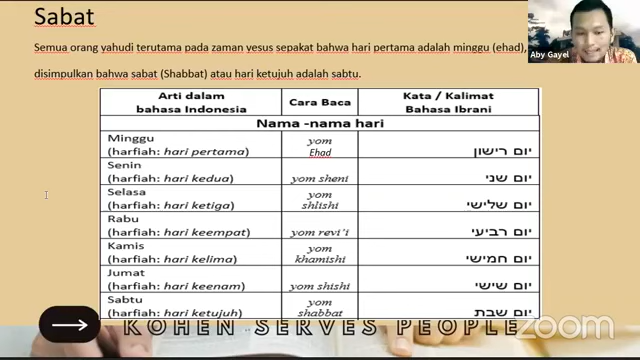 Sabat
Semua orang yahudi terutama pada zaman yesus sepakat bahwa hari pertama adalah minggu (ehad),
disimpulkan bahwa sabat (Shabbat) atau hari ketujuh adalah sabtu.
Aby Gayel
Arti dalam bahasa Indonesia Cara Baca Kata / Kalimat Bahasa Ibrani
Nama -nama hari
Minggu
(harfiah: hari pertama) yom Ehad יום רישון
Senin
(harfiah: hari kedua) yom sheni יום שני
Selasa
(harfiah: hari ketiga) yom shlishi יום שלישי
Rabu
(harfiah: hari keempat) yom revi'i יום רביעי
Kamis
(harfiah: hari kelima) yom khamishi יום חמישי
Jumat
(harfiah: hari keenam) yom shishi יום שישי
Sabtu
(harfiah: hari ketujuh) yom shabbat יום שבת
KOHEN SERVES PEOPLE
zoom